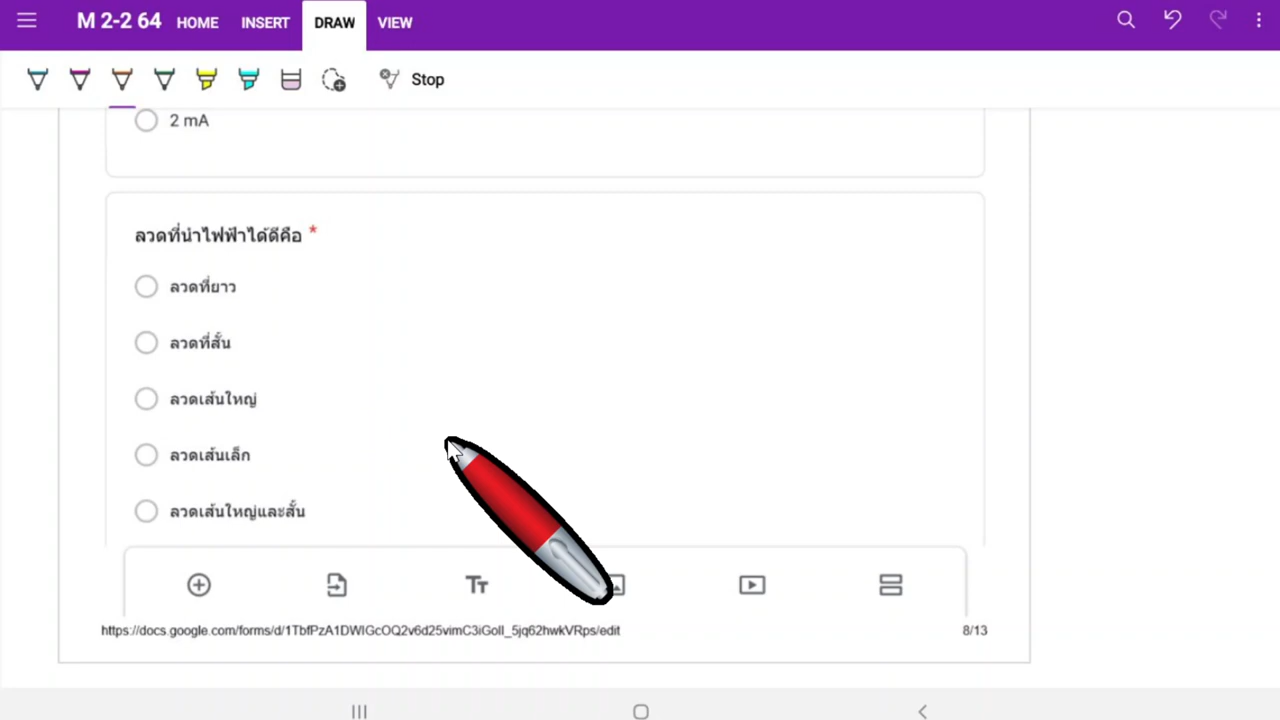 M 2-2 64 HOME INSERT DRAW VIEW
Stop
2 mA
ลวดที่นำไฟฟ้าได้ดีคือ *
ลวดที่ยาว
ลวดที่สั้น
ลวดเส้นใหญ่
ลวดเส้นเล็ก
ลวดเส้นใหญ่และสั้น
Tт
https://docs.google.com/forms/d/1TbfPzA1DWIGcOQ2v6d25vimC3iGoIl_5jq62hwkVRps/edit 8/13